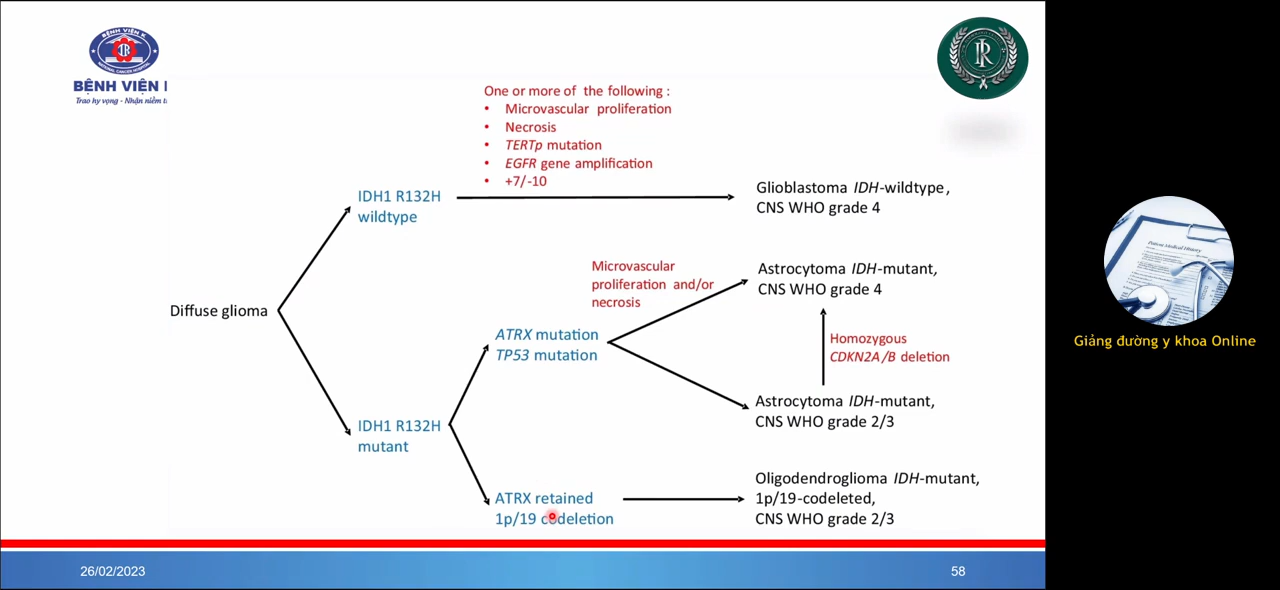 BỆNH VIỆN
Trao hy vọng - Nhận niềm
IR
One or more of the following :
• Microvascular proliferation
• Necrosis
• TERTp mutation
• EGFR gene amplification
• +7/-10
IDH1 R132H
wildtype
Glioblastoma IDH-wildtype,
CNS WHO grade 4
Microvascular
proliferation and/or
necrosis
Astrocytoma IDH-mutant,
CNS WHO grade 4
Diffuse glioma
ATRX mutation
TP53 mutation
Homozygous
CDKN2A/B deletion
IDH1 R132H
mutant
Astrocytoma IDH-mutant,
CNS WHO grade 2/3
ATRX retained
1p/19 codeletion
Oligodendroglioma IDH-mutant,
1p/19-codeleted,
CNS WHO grade 2/3
26/02/2023
58
Patient Medical History
Giảng đường y khoa Online